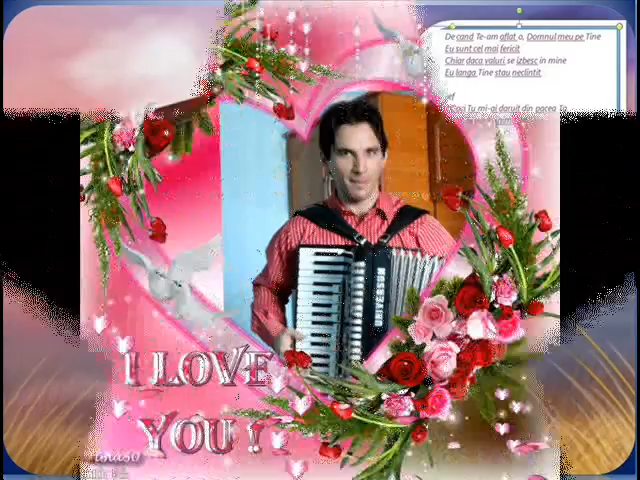 De cand Te-am aflat o, Domnul meu pe Tine
Eu sunt cel mai fericit
Chiar daca valuri se izbesc in mine
Eu langa Tine stau neclintit
I LOVE
YOU !